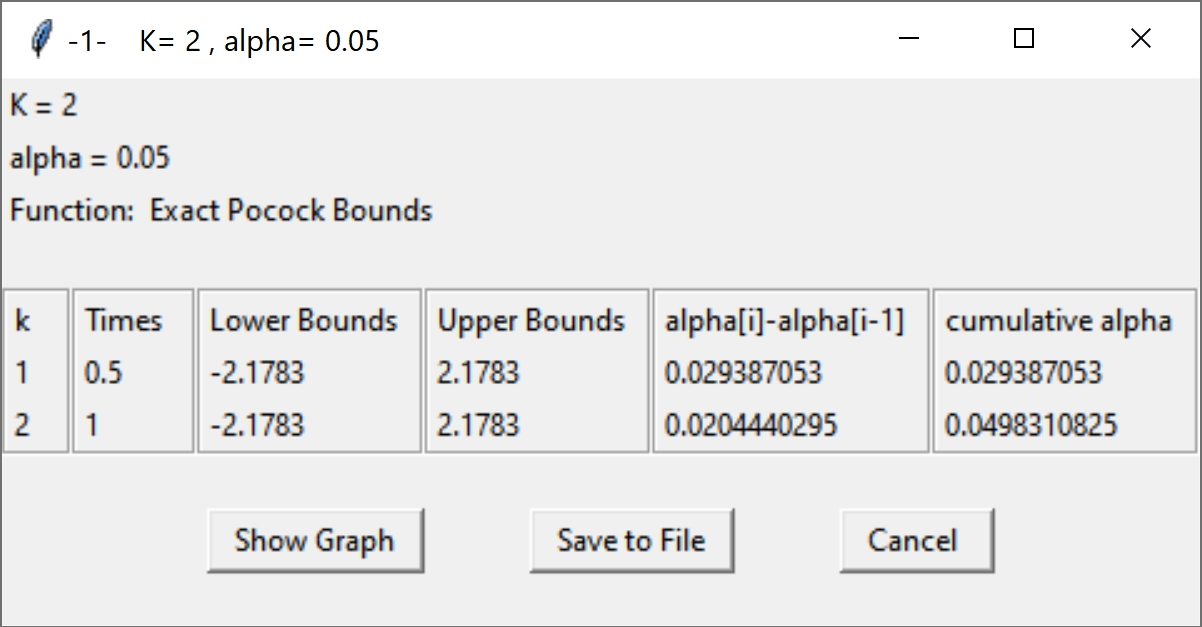 -1-    K= 2 , alpha= 0.05
K = 2
alpha = 0.05
Function:  Exact Pocock Bounds
k Times Lower Bounds Upper Bounds alpha[i]-alpha[i-1] cumulative alpha
1 0.5 -2.1783 2.1783 0.029387053 0.029387053
2 1 -2.1783 2.1783 0.0204440295 0.0498310825
Show Graph Save to File Cancel